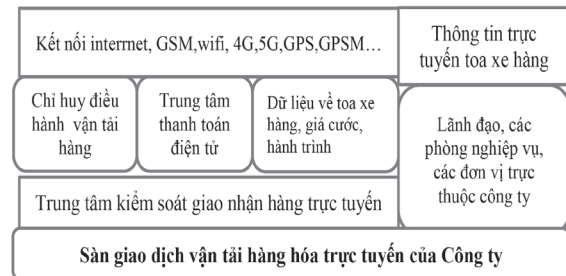 Kết nối interrnet, GSM,wifi, 4G,5G,GPS,GPSM…
Thông tin trực
tuyến toa xe hàng
Chỉ huy điều
hành vận tải
hàng
Trung tâm
thanh toán
điện tử
Dữ liệu về toa xe
hàng, giá cước,
hành trình
Lãnh đạo, các
phòng nghiệp vụ,
các đơn vị trực
thuộc công ty
Trung tâm kiểm soát giao nhận hàng trực tuyến
Sàn giao dịch vận tải hàng hóa trực tuyến của Công ty